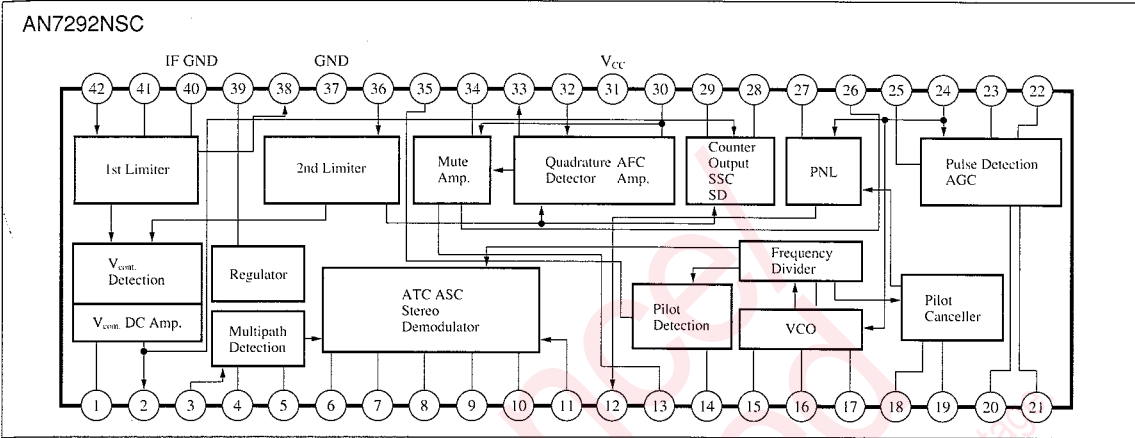 AN7292NSC
IF GND
GND
VCC
42 41 40 39 38 37 36 35 34 33 32 31 30 29 28 27 26 25 24 23 22
1st Limiter
2nd Limiter
Mute
Amp.
Quadrature AFC
Detector Amp.
Counter
Output
SSC
SD
PNL
Pulse Detection
AGC
Vcont.
Detection
Regulator
ATC ASC
Stereo
Demodulator
Frequency
Divider
Pilot
Detection
Pilot
Canceller
Vcont. DC Amp.
Multipath
Detection
VCO
1 2 3 4 5 6 7 8 9 10 11 12 13 14 15 16 17 18 19 20 21